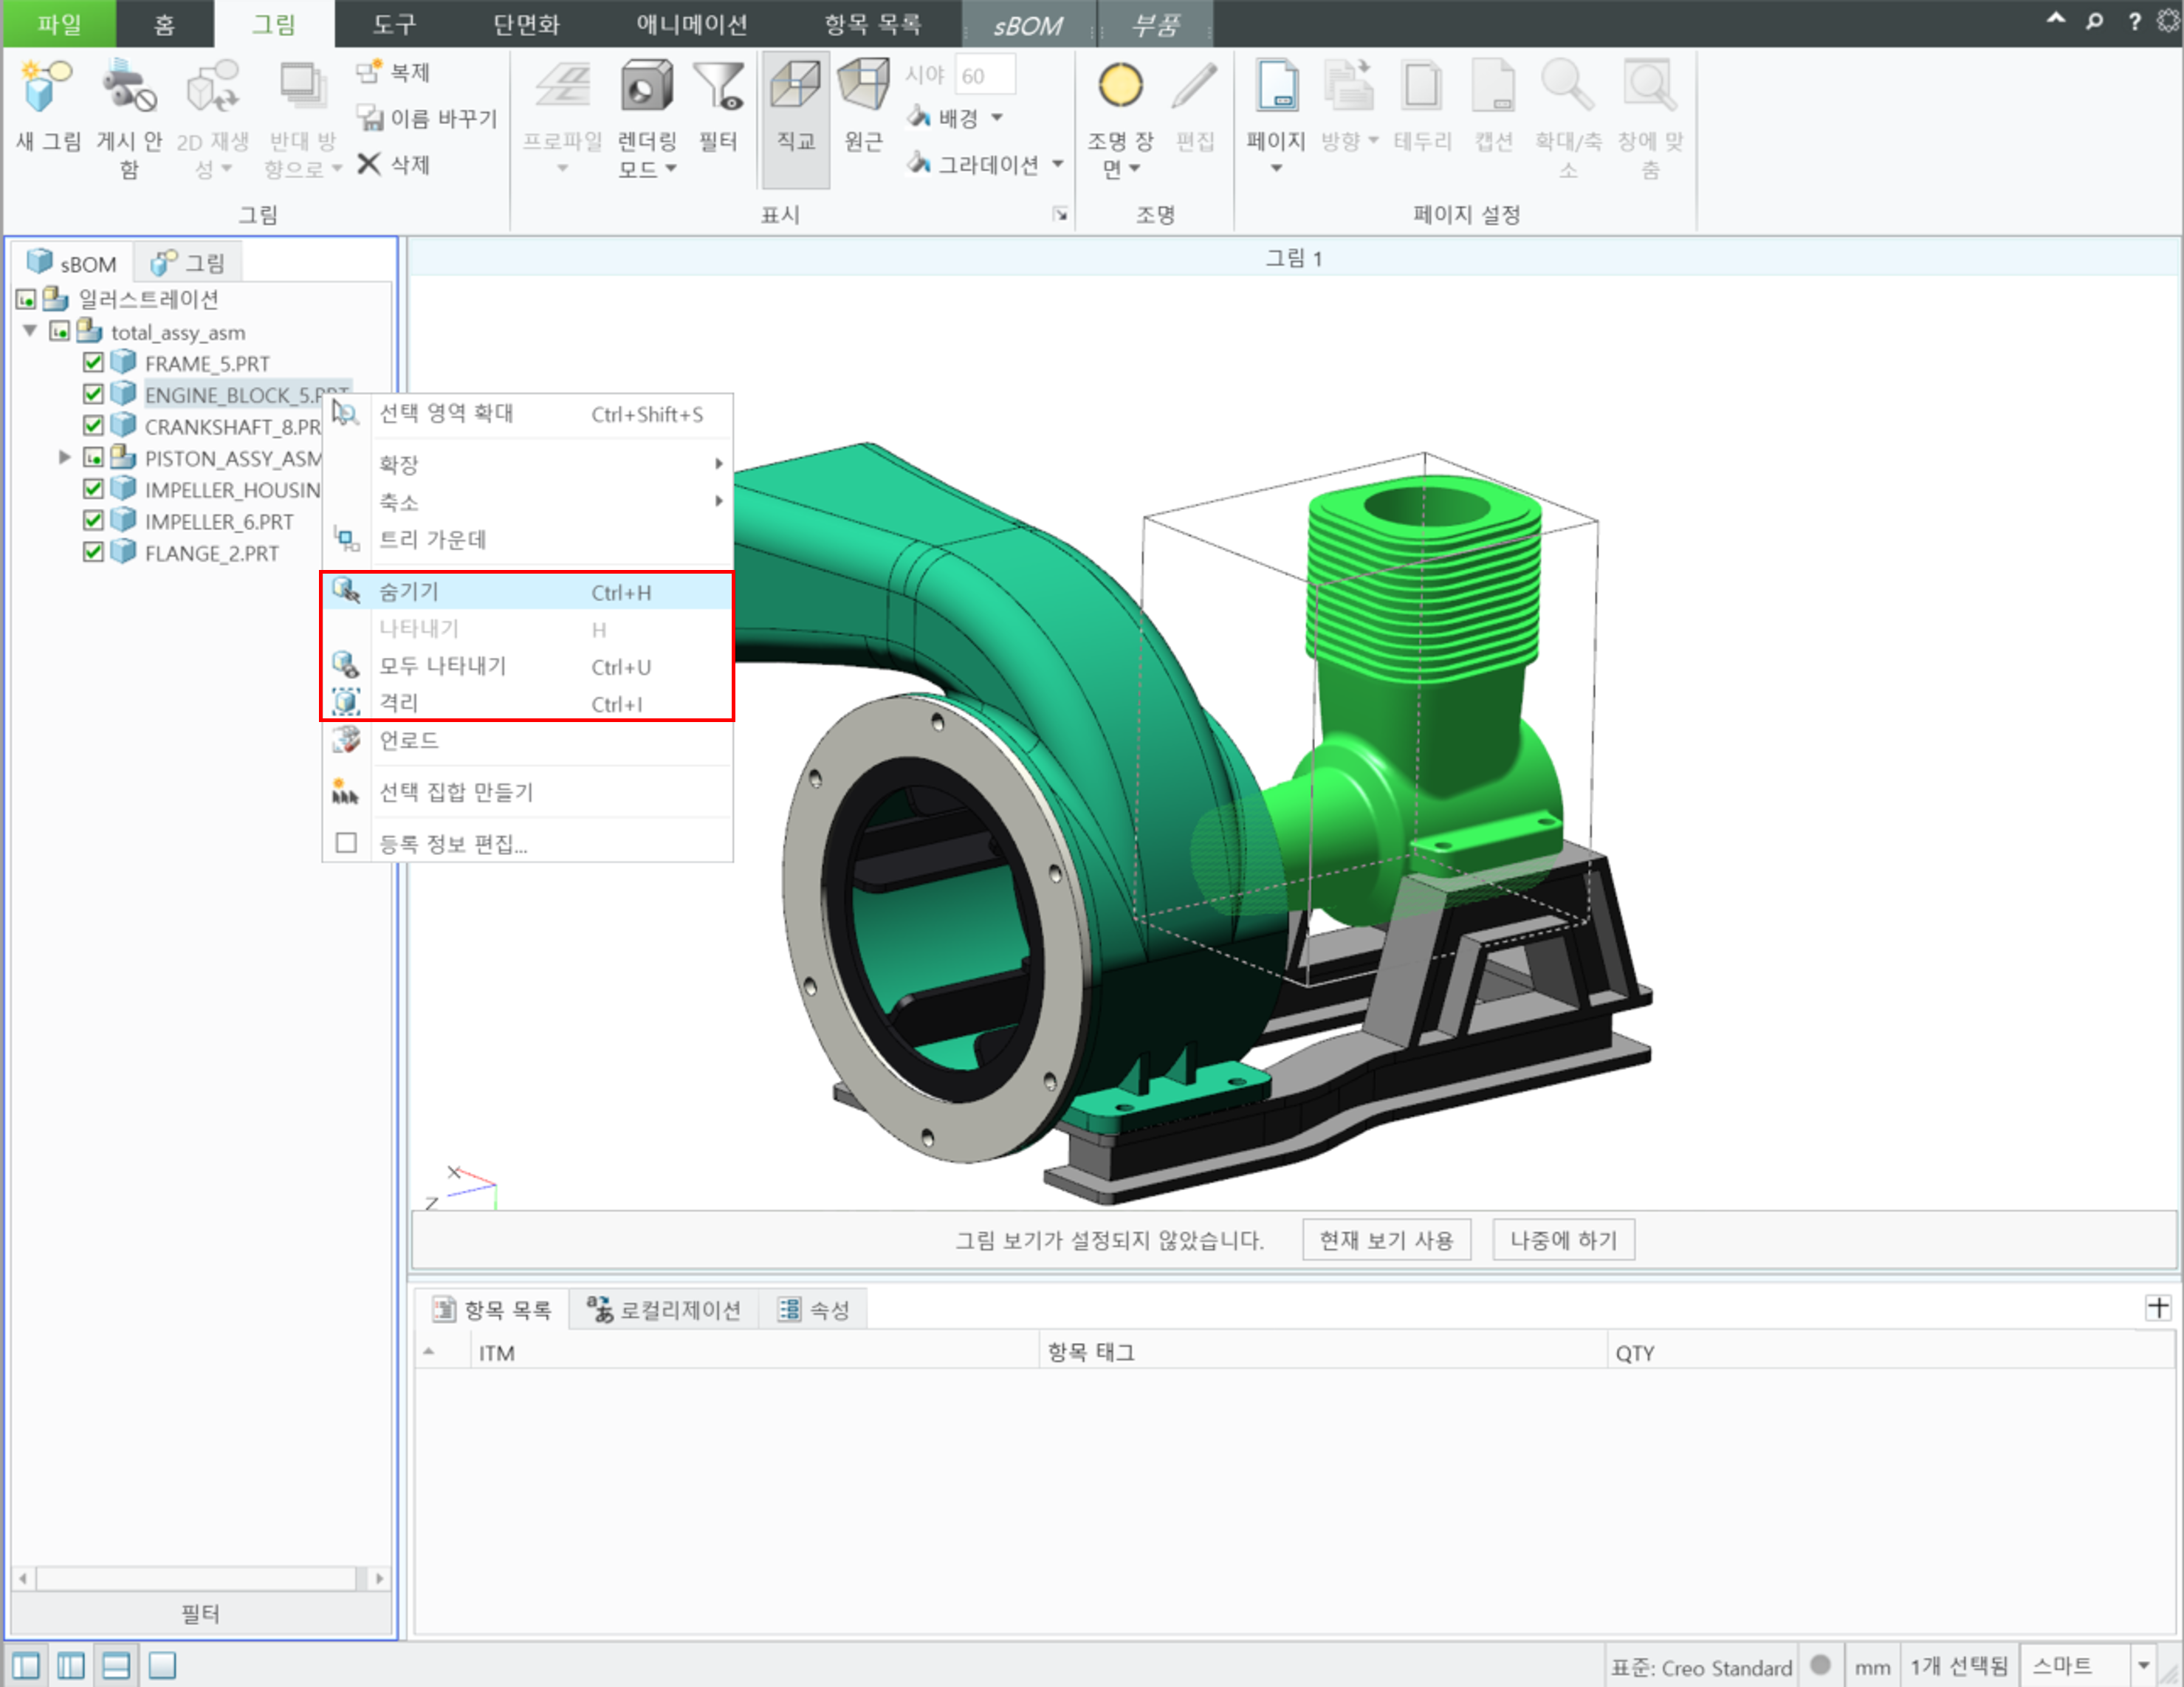 파일 홈 그림 도구 단면화 애니메이션 항목 목록 sBOM 부품 ?
새 그림 게시 안함 2D 재생성 반대 방향으로 복제 이름 바꾸기 삭제
프로파일 렌더링 모드 필터 직교 원근 시야 60 배경 그라데이션
조명 장면 편집 페이지 방향 테두리 캡션 확대/축소 창에 맞춤
그림 표시 조명 페이지 설정
sBOM 그림
그림 1
일러스트레이션
total_assy_asm
FRAME_5.PRT
ENGINE_BLOCK_5.PRT
CRANKSHAFT_8.PR
PISTON_ASSY_ASM
IMPELLER_HOUSIN
IMPELLER_6.PRT
FLANGE_2.PRT
선택 영역 확대 Ctrl+Shift+S
확장
축소
트리 가운데
숨기기 Ctrl+H
나타내기 H
모두 나타내기 Ctrl+U
격리 Ctrl+I
언로드
선택 집합 만들기
등록 정보 편집...
X
Z
그림 보기가 설정되지 않았습니다. 현재 보기 사용 나중에 하기
항목 목록 로컬리제이션 속성
ITM 항목 태그 QTY
필터
표준: Creo Standard mm 1개 선택됨 스마트